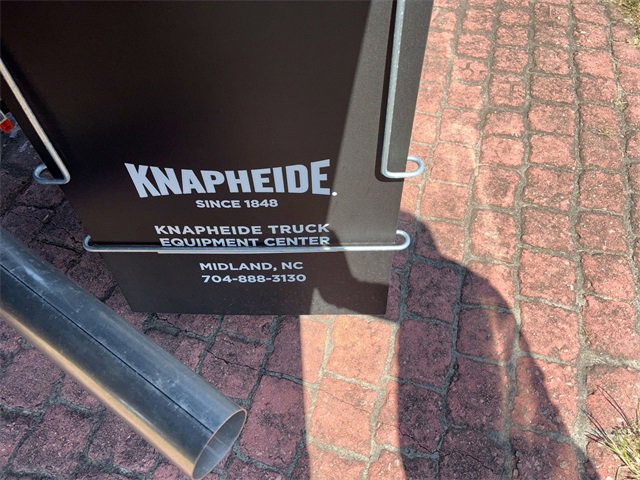 KNAPHEIDE.
SINCE 1848
KNAPHEIDE TRUCK
EQUIPMENT CENTER
MIDLAND, NC
704-888-3130